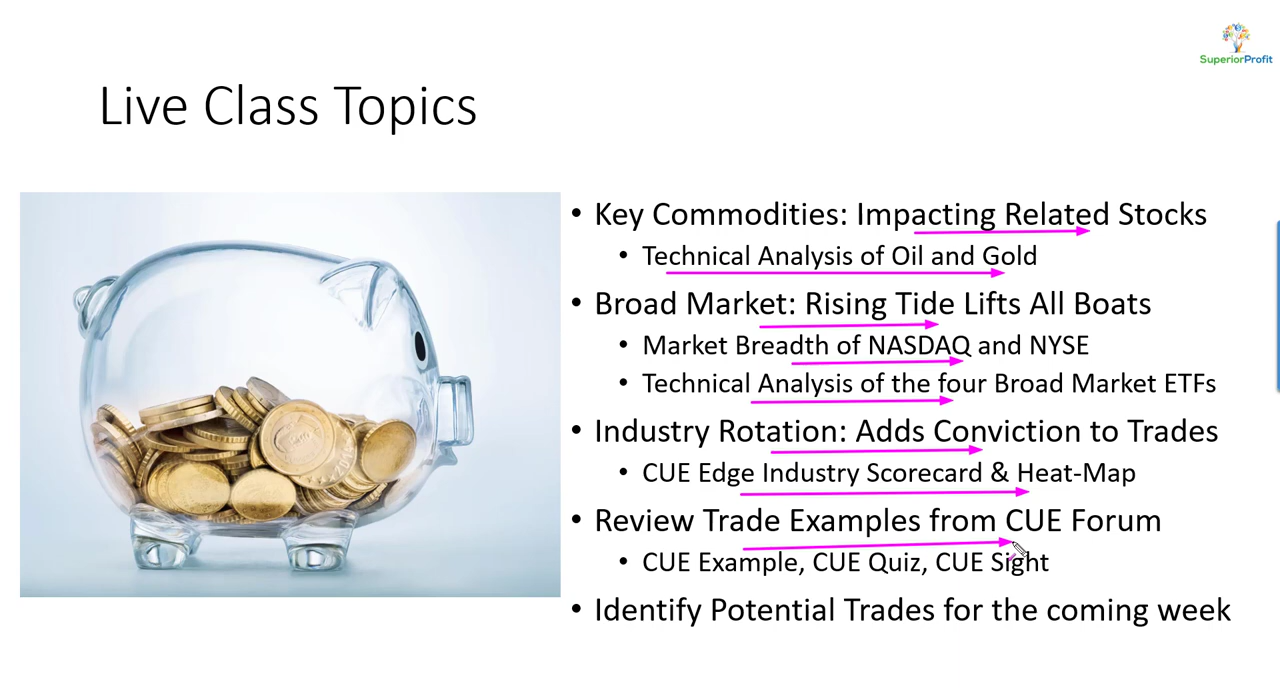 SuperiorProfit
Live Class Topics
• Key Commodities: Impacting Related Stocks
• Technical Analysis of Oil and Gold
• Broad Market: Rising Tide Lifts All Boats
• Market Breadth of NASDAQ and NYSE
• Technical Analysis of the four Broad Market ETFs
• Industry Rotation: Adds Conviction to Trades
• CUE Edge Industry Scorecard & Heat-Map
• Review Trade Examples from CUE Forum
• CUE Example, CUE Quiz, CUE Sight
• Identify Potential Trades for the coming week